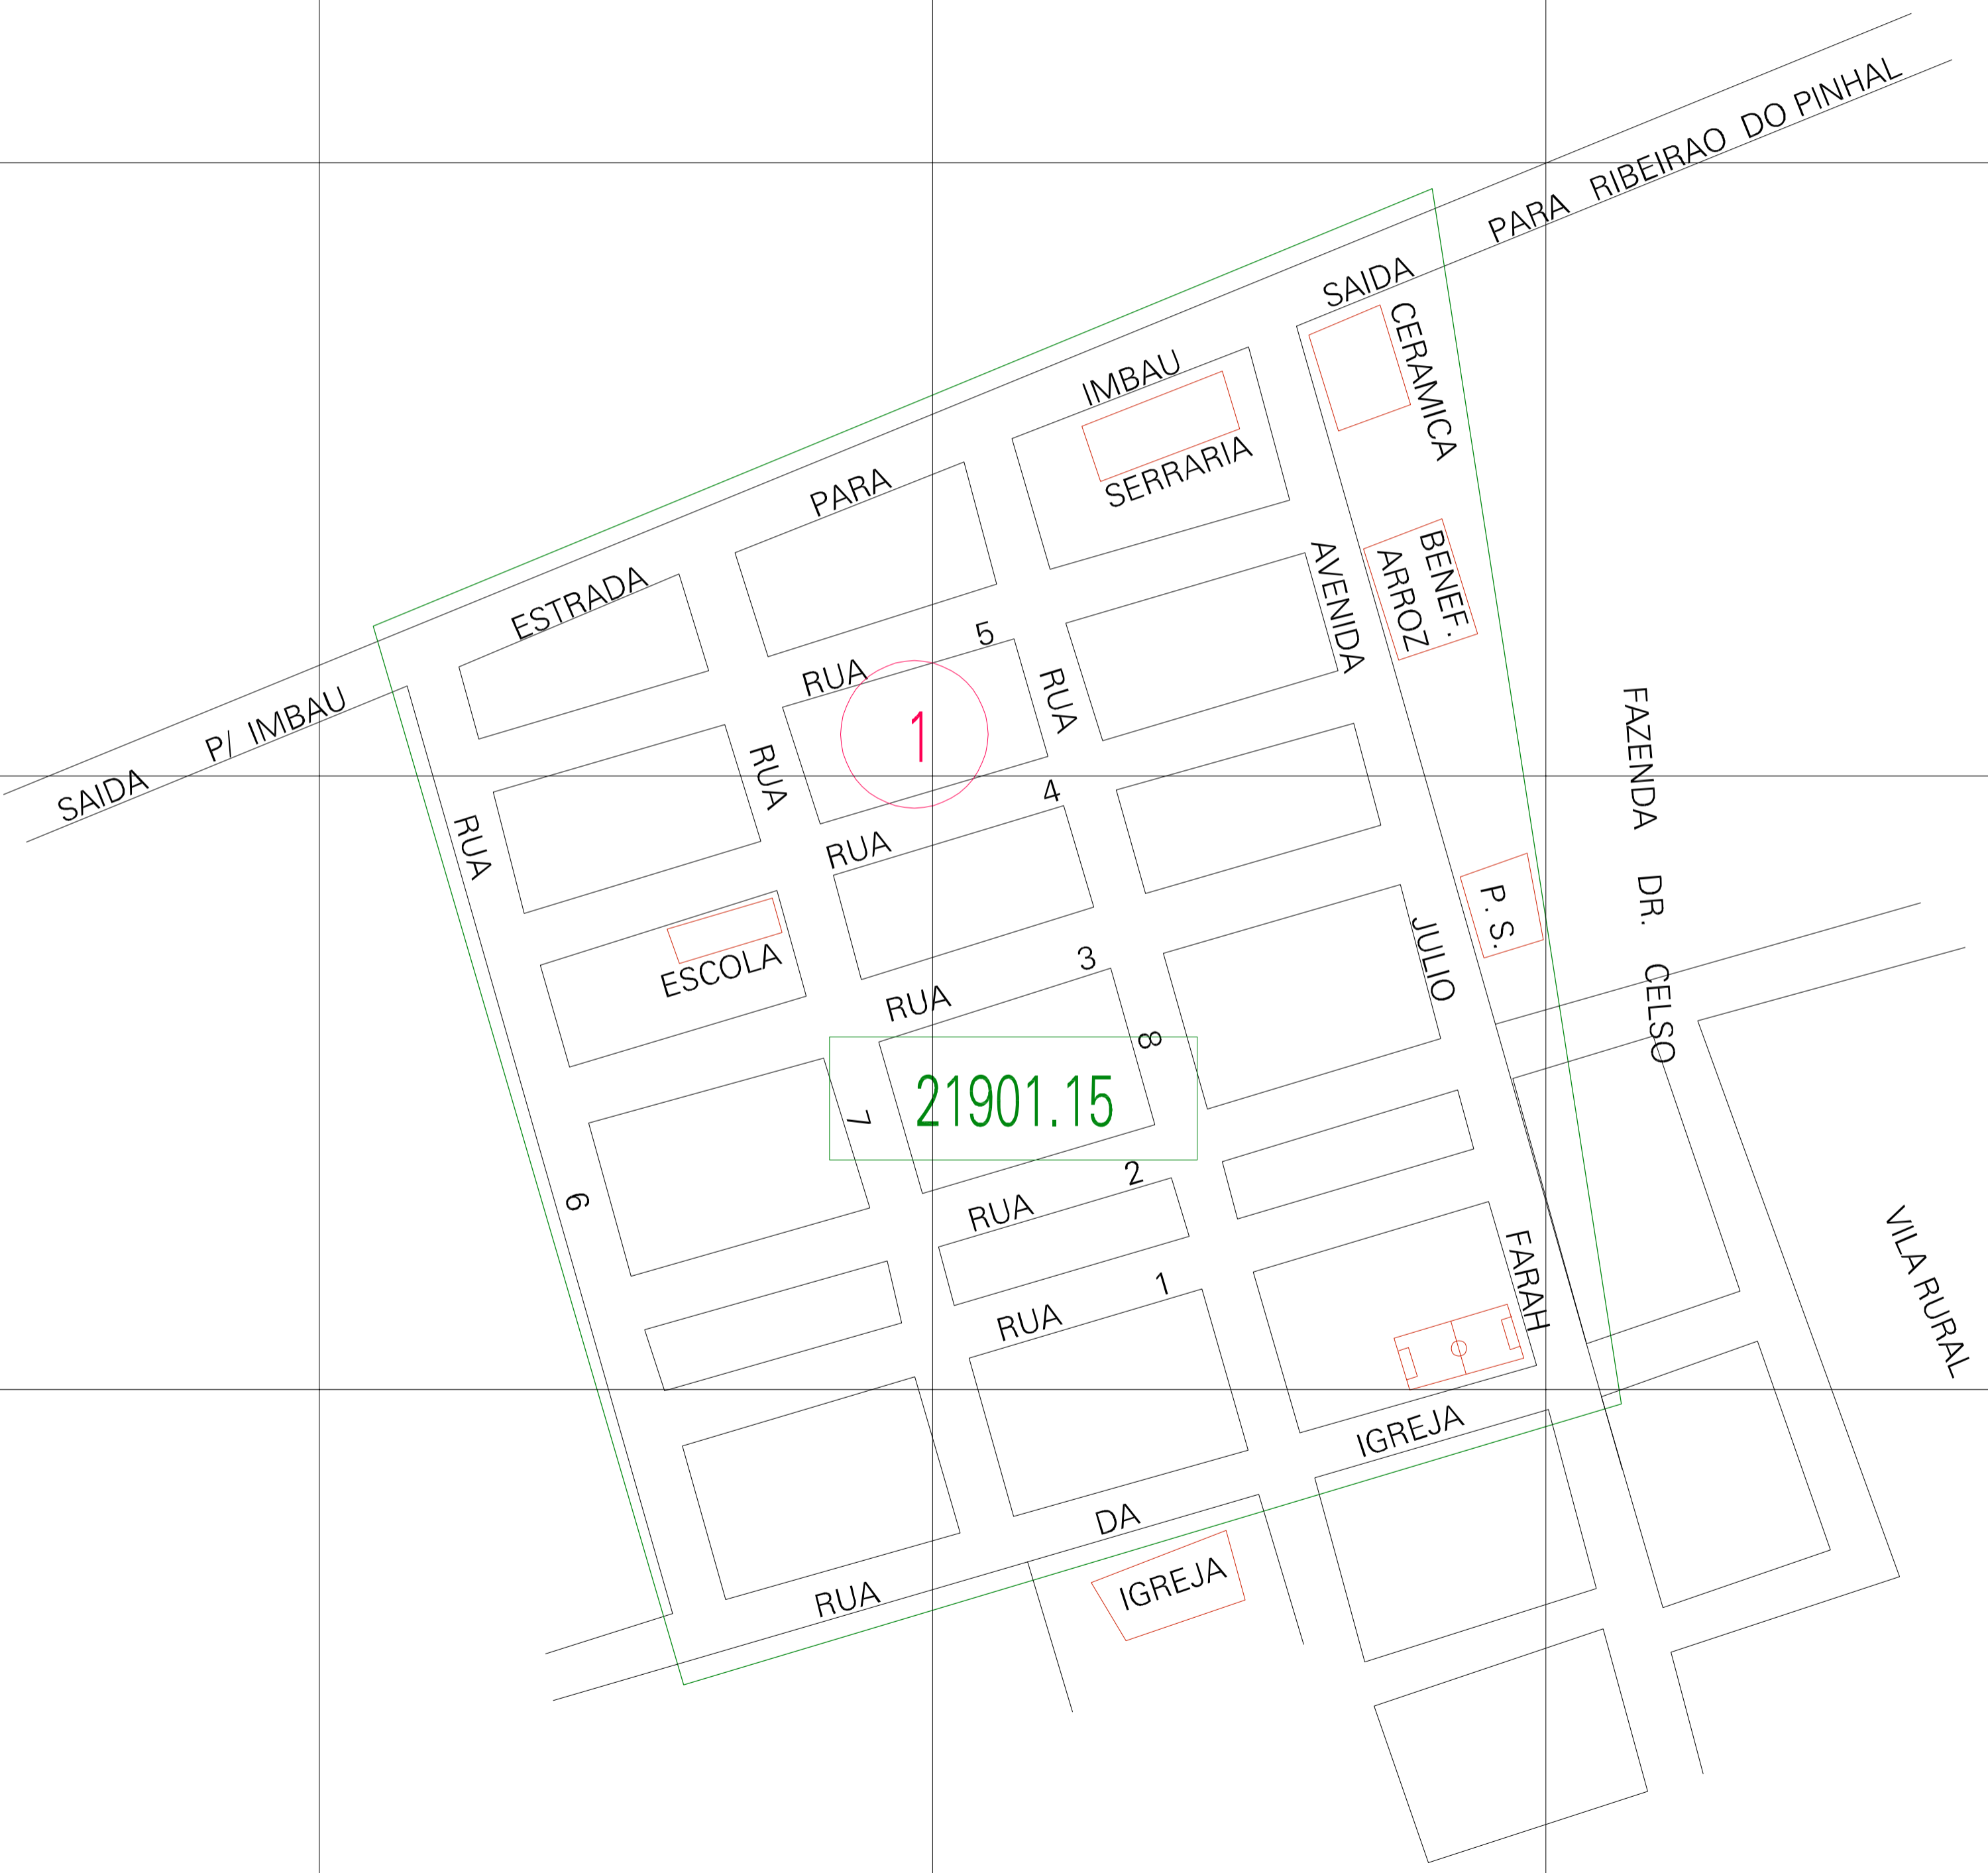 PARA RIBEIRAO DO PINHAL
SAIDA
CERAMICA
IMBAU
SERRARIA
PARA
ESTRADA
SAIDA P/ IMBAU
BENEF.
ARROZ
AVENIDA JULIO FARAH
RUA 5
1
RUA 8
RUA 7
RUA 6
RUA 4
FAZENDA DR. CELSO
P. S.
ESCOLA
RUA 3
21901.15
RUA 2
RUA 1
VILA RURAL
RUA DA IGREJA
IGREJA